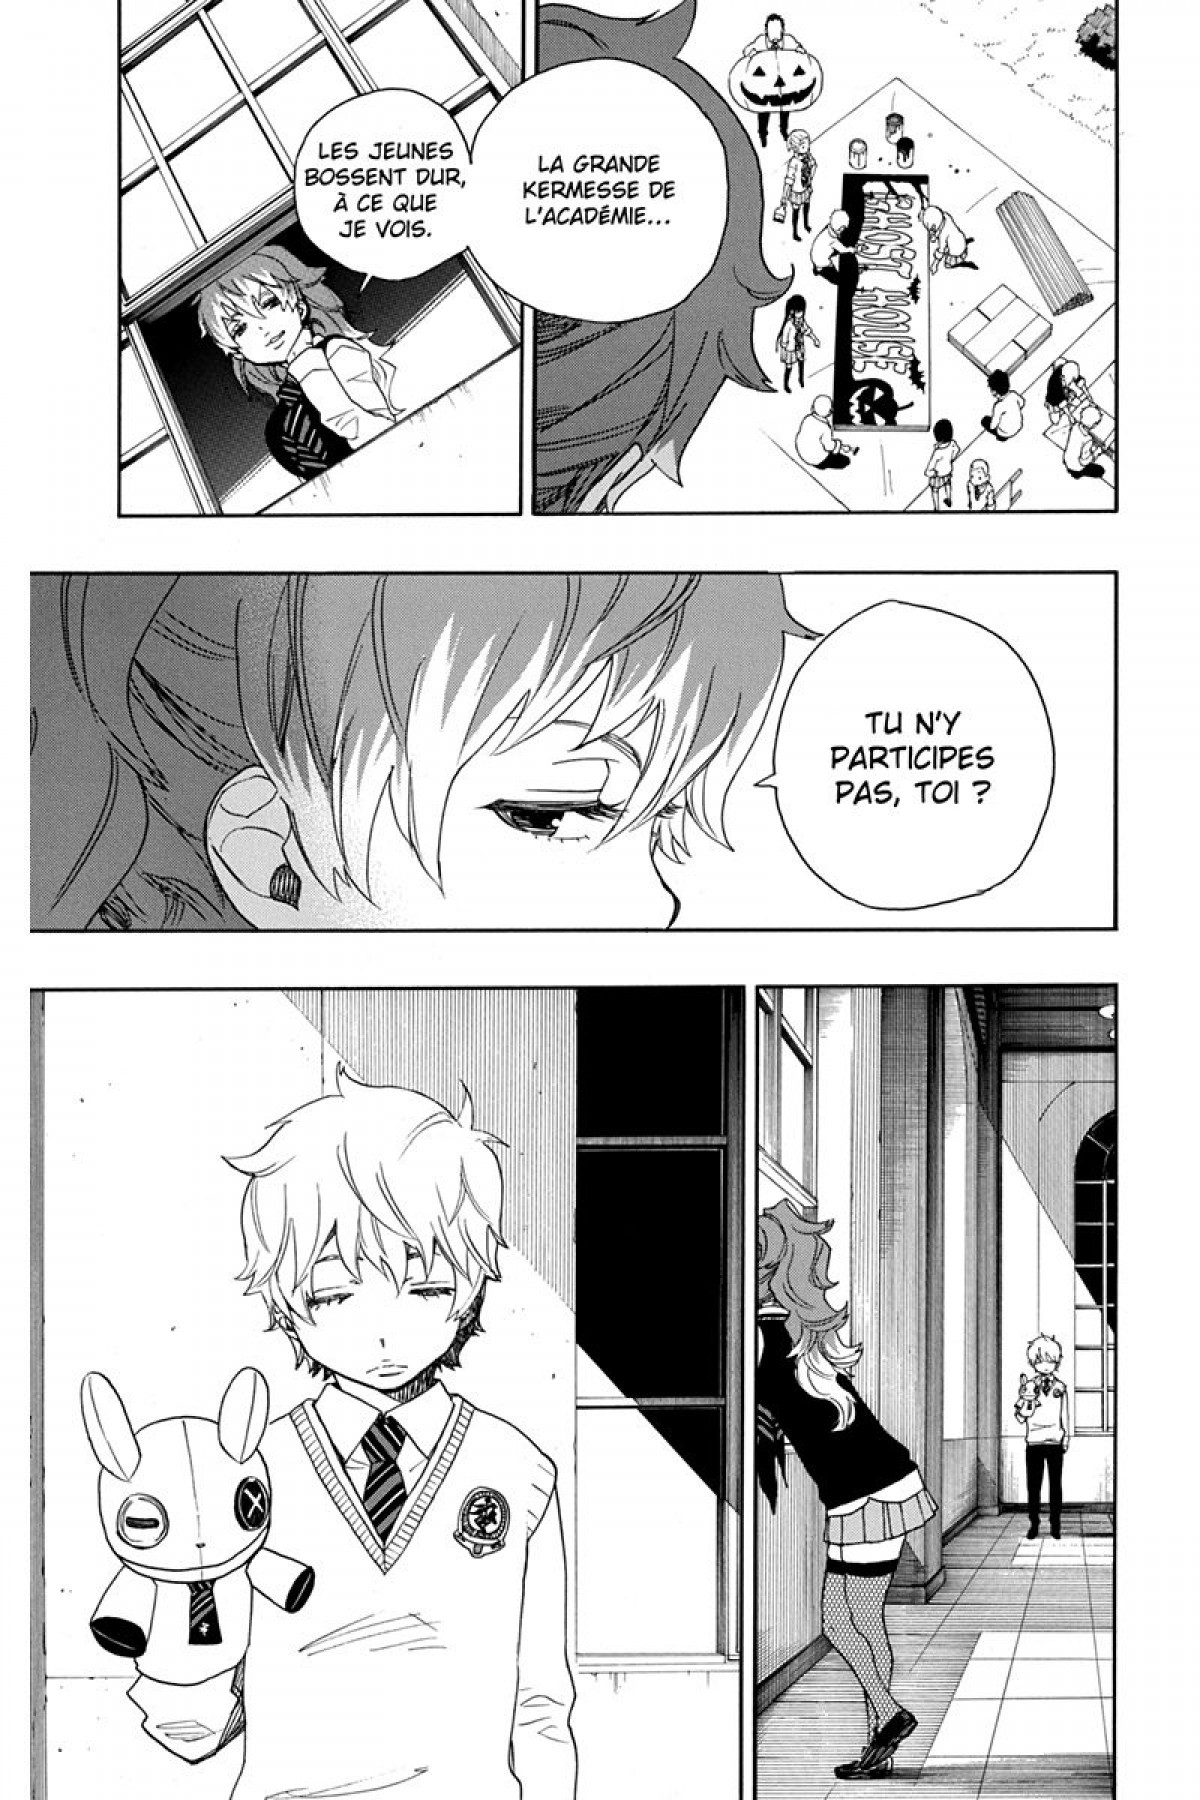 LA GRANDE
KERMESSE DE
L'ACADÉMIE...
GHOST HOUSE
LES JEUNES
BOSSENT DUR,
À CE QUE
JE VOIS.
TU N'Y
PARTICIPES
PAS, TOI ?